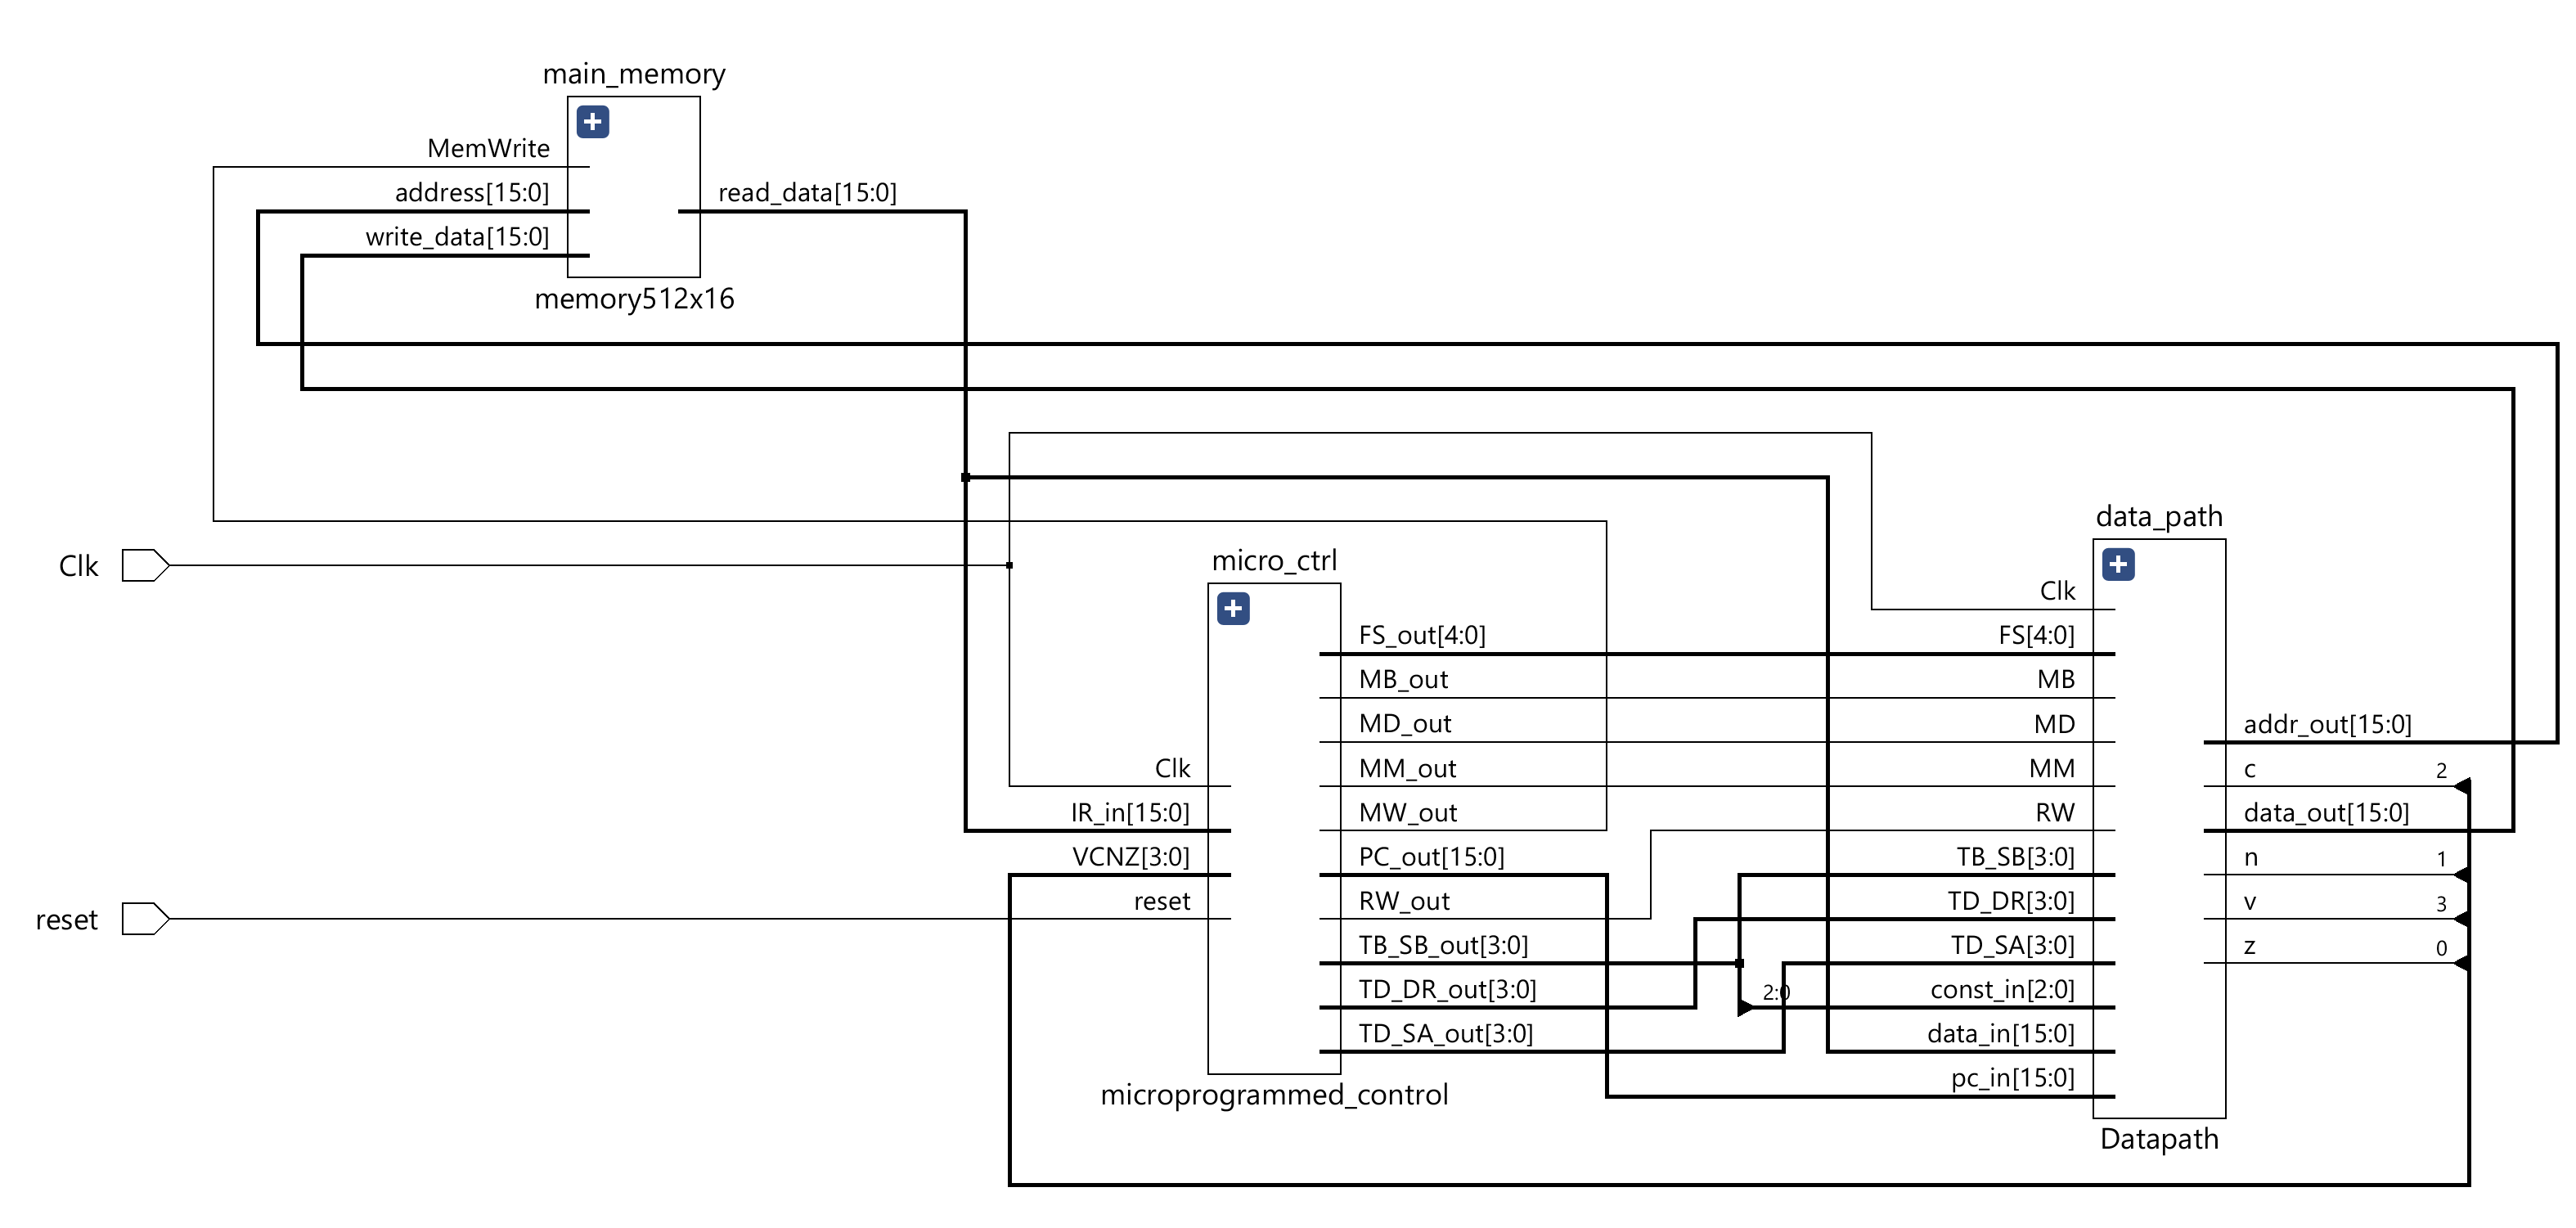 main_memory
MemWrite
address[15:0]
read_data[15:0]
write_data[15:0]
memory512x16
Clk
micro_ctrl
FS_out[4:0]
MB_out
MD_out
Clk
MM_out
IR_in[15:0]
MW_out
VCNZ[3:0]
PC_out[15:0]
reset
reset
RW_out
TB_SB_out[3:0]
TD_DR_out[3:0]
TD_SA_out[3:0]
microprogrammed_control
data_path
Clk
FS[4:0]
MB
MD
addr_out[15:0]
MM
c 2
RW
data_out[15:0]
TB_SB[3:0]
n 1
TD_DR[3:0]
v 3
TD_SA[3:0]
z 0
2:0
const_in[2:0]
data_in[15:0]
pc_in[15:0]
Datapath